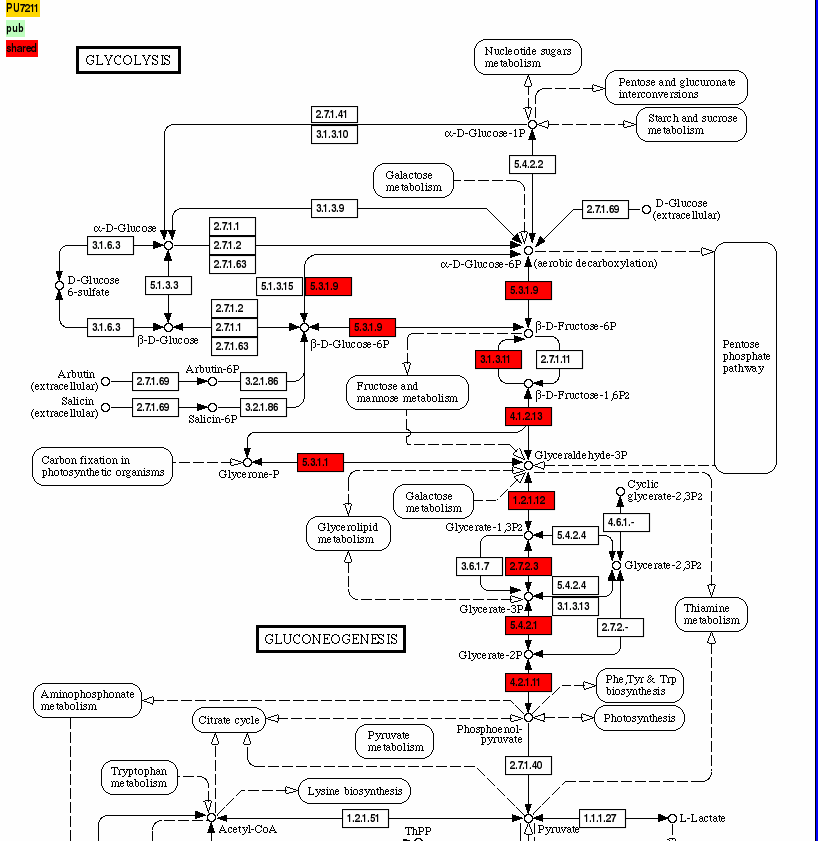 PU7211
pub
shared
GLYCOLYSIS
Nucleotide sugars
metabolism
Pentose and glucuronate
interconversions
Starch and sucrose
metabolism
2.7.1.41
3.1.3.10
α-D-Glucose-1P
5.4.2.2
Galactose
metabolism
3.1.3.9
2.7.1.69
D-Glucose
(extracellular)
α-D-Glucose
2.7.1.1
2.7.1.2
2.7.1.63
3.1.6.3
α-D-Glucose-6P
(aerobic decarboxylation)
D-Glucose
6-sulfate
5.1.3.3
5.1.3.15
5.3.1.9
5.3.1.9
2.7.1.2
2.7.1.1
2.7.1.63
3.1.6.3
5.3.1.9
β-D-Glucose
β-D-Glucose-6P
β-D-Fructose-6P
Pentose
phosphate
pathway
3.1.3.11
2.7.1.11
Arbutin
(extracellular)
2.7.1.69
Arbutin-6P
3.2.1.86
Salicin
(extracellular)
2.7.1.69
Salicin-6P
3.2.1.86
Fructose and
mannose metabolism
β-D-Fructose-1,6P2
4.1.2.13
Carbon fixation in
photosynthetic organisms
Glycerone-P
5.3.1.1
Glyceraldehyde-3P
Galactose
metabolism
1.2.1.12
Cyclic
glycerate-2,3P2
Glycerolipid
metabolism
Glycerate-1,3P2
5.4.2.4
4.6.1.-
3.6.1.7
2.7.2.3
Glycerate-2,3P2
5.4.2.4
3.1.3.13
Glycerate-3P
5.4.2.1
2.7.2.-
Thiamine
metabolism
GLUCONEOGENESIS
Glycerate-2P
4.2.1.11
Phe,Tyr & Trp
biosynthesis
Photosynthesis
Aminophosphonate
metabolism
Citrate cycle
Pyruvate
metabolism
Phosphoenol-
pyruvate
2.7.1.40
Tryptophan
metabolism
Lysine biosynthesis
Acetyl-CoA
1.2.1.51
ThPP
Pyruvate
1.1.1.27
L-Lactate